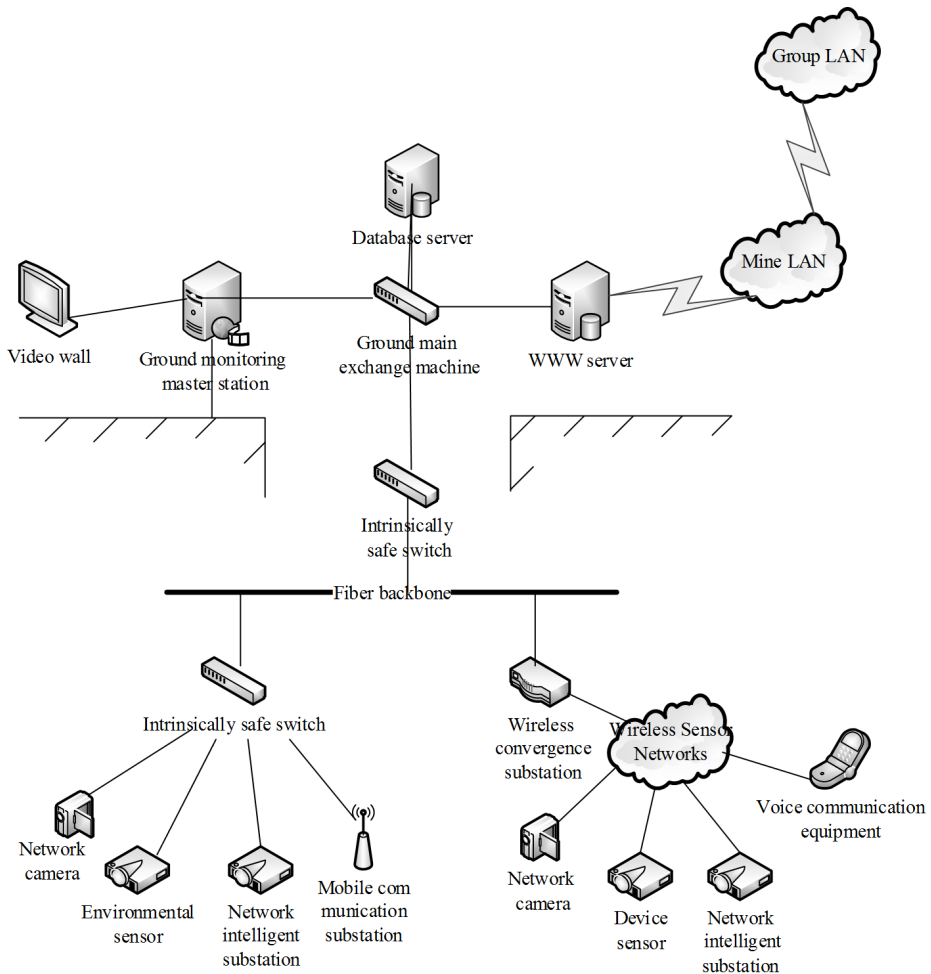 Group LAN
Database server
Mine LAN
Video wall
Ground monitoring
master station
Ground main
exchange machine
WWW server
Intrinsically
safe switch
Fiber backbone
Intrinsically safe switch
Wireless
convergence
substation
Wireless Sensor
Networks
Voice communication
equipment
Network
camera
Environmental
sensor
Network
intelligent
substation
Mobile com
munication
substation
Network
camera
Device
sensor
Network
intelligent
substation